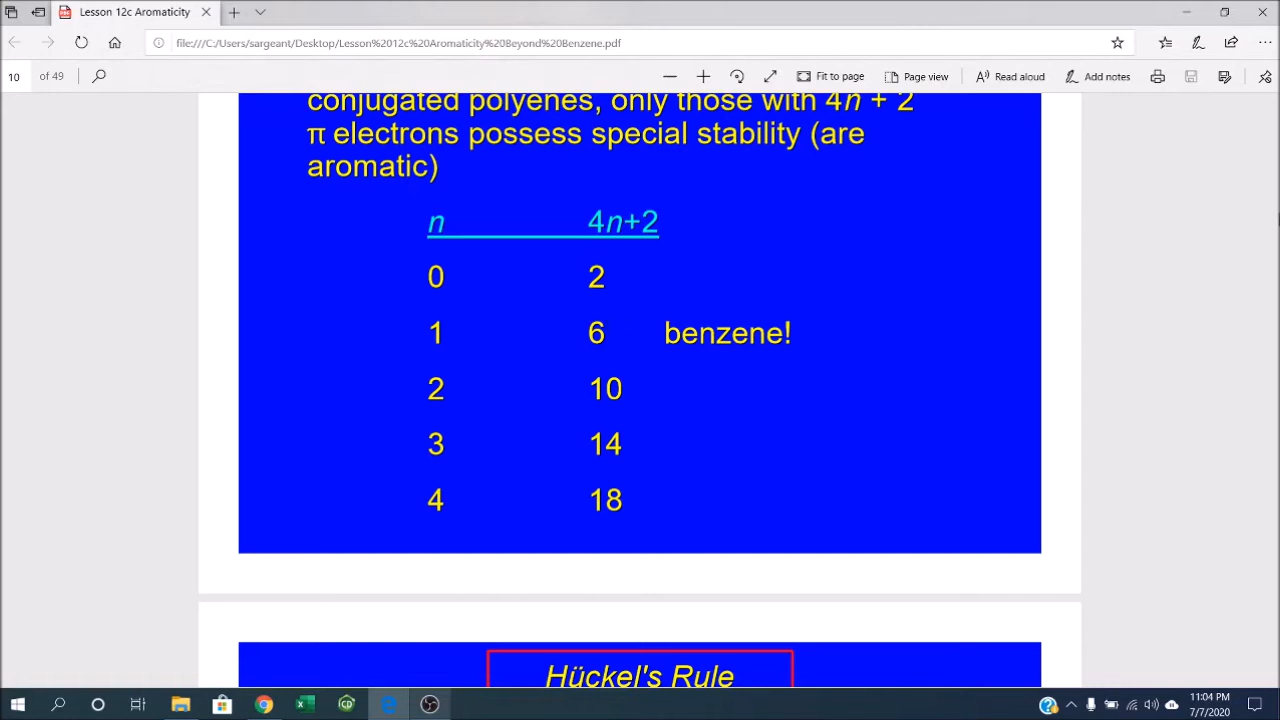 Lesson 12c Aromaticity
file:///C:/Users/sargeant/Desktop/Lesson%2012c%20Aromaticity%20Beyond%20Benzene.pdf
10 of 49 Fit to page Page view Read aloud Add notes
conjugated polyenes, only those with 4n + 2
π electrons possess special stability (are
aromatic)
n 4n+2
0 2
1 6 benzene!
2 10
3 14
4 18
Hückel's Rule
11:04 PM
7/7/2020